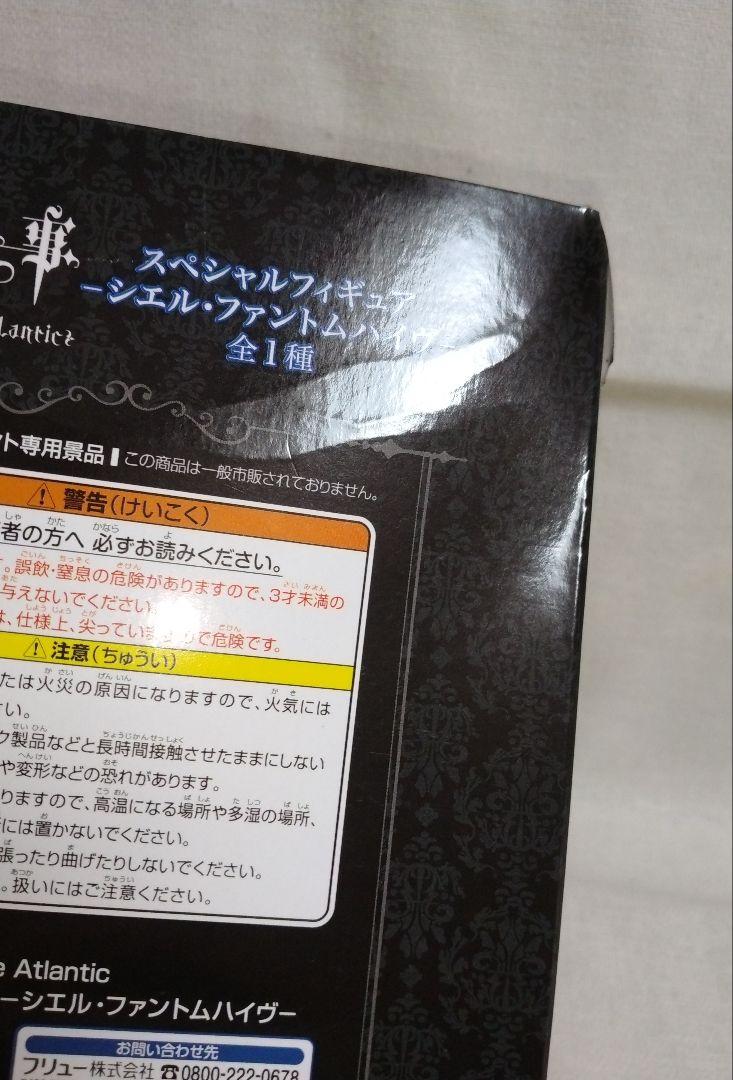 事
lantic
スペシャルフィギュア
ーシエル・ファントムハイヴー
全1種
ト専用景品 この商品は一般市販されておりません。
警告(けいこく)
者の方へ 必ずお読みください。
。誤飲・窒息の危険がありますので、3才未満の
与えないでください。
は、仕様上、尖っていますので危険です。
注意(ちゅうい)
たは火災の原因になりますので、火気には
さい。
ク製品などと長時間接触させたままにしない
や変形などの恐れがあります。
りますので、高温になる場所や多湿の場所、
には置かないでください。
張ったり曲げたりしないでください。
。扱いにはご注意ください。
e Atlantic
ーシエル・ファントムハイヴー
お問い合わせ先
フリュー株式会社 ☎0800-222-0678